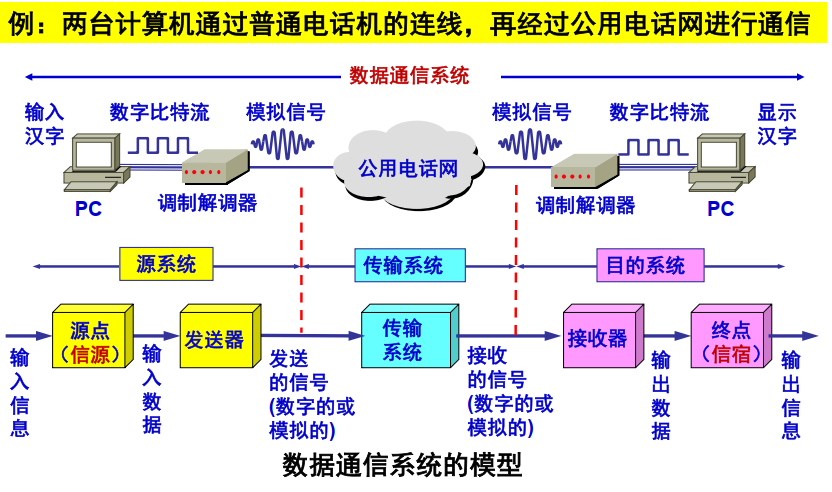 例：两台计算机通过普通电话机的连线，再经过公用电话网进行通信
数据通信系统
输入
汉字
数字比特流
模拟信号
模拟信号
数字比特流
显示
汉字
公用电话网
PC
调制解调器
调制解调器
PC
源系统
传输系统
目的系统
源点
（信源）
发送器
传输
系统
接收器
终点
（信宿）
输入信息
输入数据
发送
的信号
(数字的或
模拟的)
接收
的信号
(数字的或
模拟的)
输出数据
输出信息
数据通信系统的模型